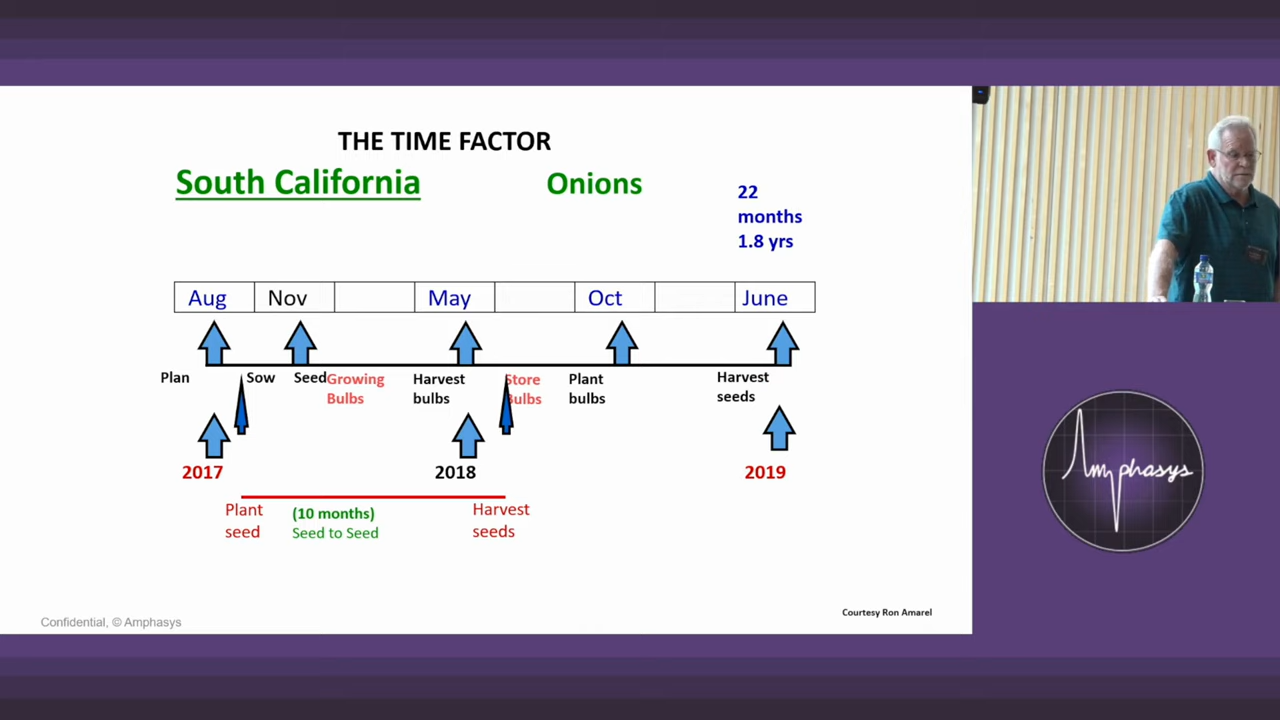 THE TIME FACTOR
South California
Onions
22
months
1.8 yrs
Aug
Nov
May
Oct
June
Plan
Sow
Seed
Growing
Bulbs
Harvest
bulbs
Store
Bulbs
Plant
bulbs
Harvest
seeds
2017
2018
2019
Plant
seed
(10 months)
Seed to Seed
Harvest
seeds
Courtesy Ron Amarel
Confidential, © Amphasys
Amphasys